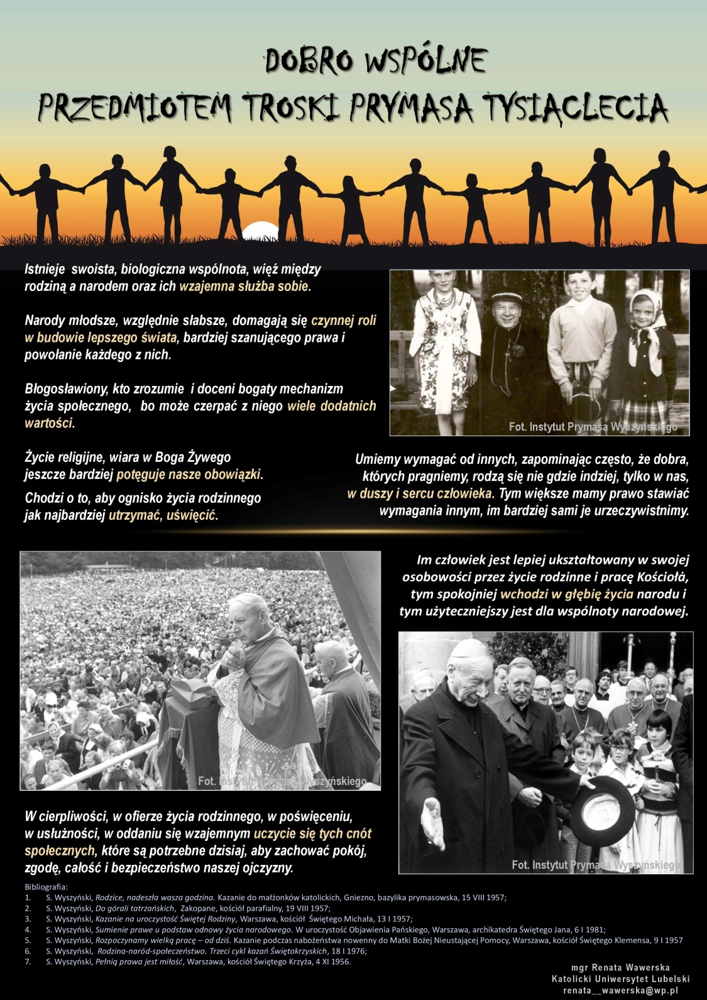 DOBRO WSPÓLNE
PRZEDMIOTEM TROSKI PRYMASA TYSIĄCLECIA
Istnieje swoista, biologiczna wspólnota, więź między
rodziną a narodem oraz ich wzajemna służba sobie.
Narody młodsze, względnie słabsze, domagają się czynnej roli
w budowie lepszego świata, bardziej szanującego prawa i
powołanie każdego z nich.
Błogosławiony, kto zrozumie i doceni bogaty mechanizm
życia społecznego, bo może czerpać z niego wiele dodatnich
wartości.
Życie religijne, wiara w Boga Żywego
jeszcze bardziej potęguje nasze obowiązki.
Chodzi o to, aby ognisko życia rodzinnego
jak najbardziej utrzymać, uświęcić.
Fot. Instytut Prymasa Wyszyńskiego
Umiemy wymagać od innych, zapominając często, że dobra,
których pragniemy, rodzą się nie gdzie indziej, tylko w nas,
w duszy i sercu człowieka. Tym większe mamy prawo stawiać
wymagania innym, im bardziej sami je urzeczywistnimy.
Im człowiek jest lepiej ukształtowany w swojej
osobowości przez życie rodzinne i pracę Kościoła,
tym spokojniej wchodzi w głębię życia narodu i
tym użyteczniejszy jest dla wspólnoty narodowej.
Fot. Instytut Prymasa Wyszyńskiego
Fot. Instytut Prymasa Wyszyńskiego
W cierpliwości, w ofierze życia rodzinnego, w poświęceniu,
w usłużności, w oddaniu się wzajemnym uczycie się tych cnót
społecznych, które są potrzebne dzisiaj, aby zachować pokój,
zgodę, całość i bezpieczeństwo naszej ojczyzny.
Bibliografia:
1. S. Wyszyński, Rodzice, nadeszła wasza godzina. Kazanie do małżonków katolickich, Gniezno, bazylika prymasowska, 15 VIII 1957;
2. S. Wyszyński, Do górali tatrzańskich, Zakopane, kościół parafialny, 19 VIII 1957;
3. S. Wyszyński, Kazanie na uroczystość Świętej Rodziny, Warszawa, kościół Świętego Michała, 13 I 1957;
4. S. Wyszyński, Sumienie prawe u podstaw odnowy życia narodowego. W uroczystość Objawienia Pańskiego, Warszawa, archikatedra Świętego Jana, 6 I 1981;
5. S. Wyszyński, Rozpoczynamy wielką pracę – od dziś. Kazanie podczas nabożeństwa nowenny do Matki Bożej Nieustającej Pomocy, Warszawa, kościół Świętego Klemensa, 9 I 1957
6. S. Wyszyński, Rodzina-naród-społeczeństwo. Trzeci cykl kazań Świętokrzyskich, 18 I 1976;
7. S. Wyszyński, Pełnią prawa jest miłość, Warszawa, kościół Świętego Krzyża, 4 XI 1956.
mgr Renata Wawerska
Katolicki Uniwersytet Lubelski
renata__wawerska@wp.pl